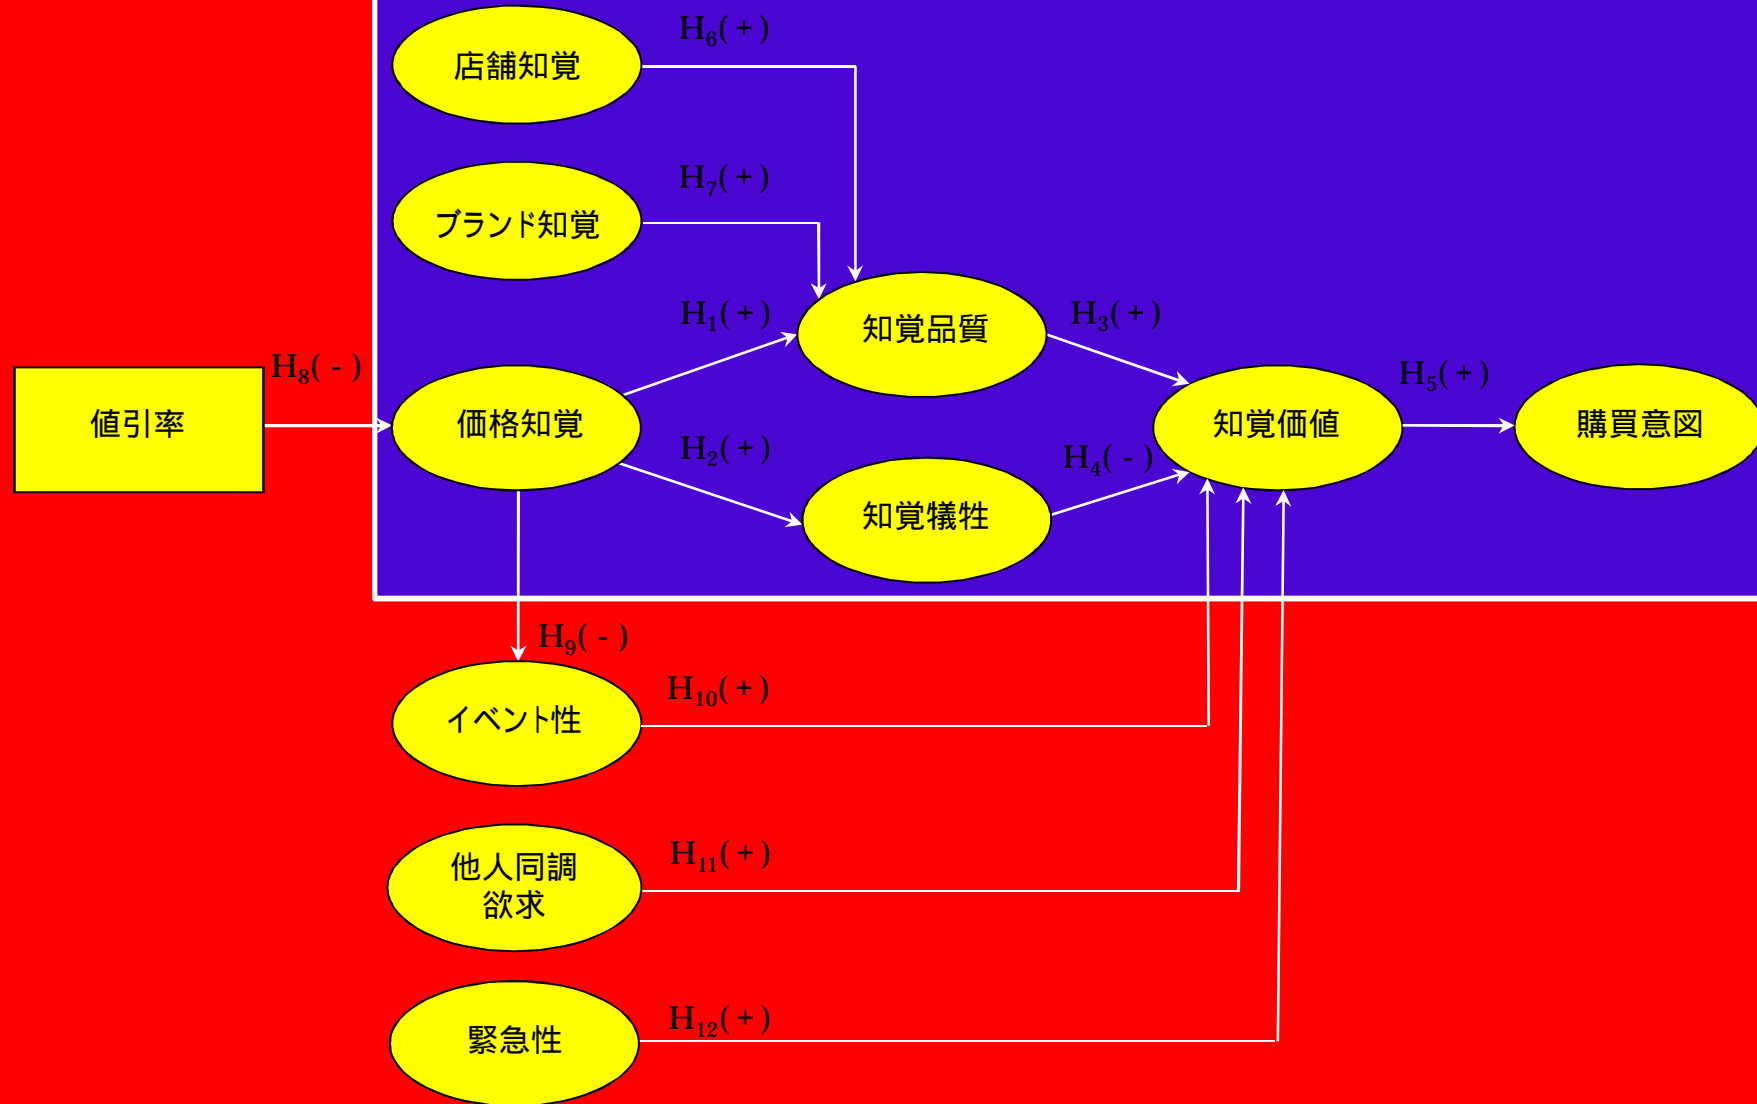 H₆(+)
店舗知覚
H₇(+)
ブランド知覚
H₁(+)
知覚品質
H₃(+)
H₈(-)
値引率
価格知覚
H₂(+)
H₄(-)
知覚価値
H₅(+)
購買意図
知覚犠牲
H₉(-)
H₁₀(+)
イベント性
H₁₁(+)
他人同調
欲求
H₁₂(+)
緊急性